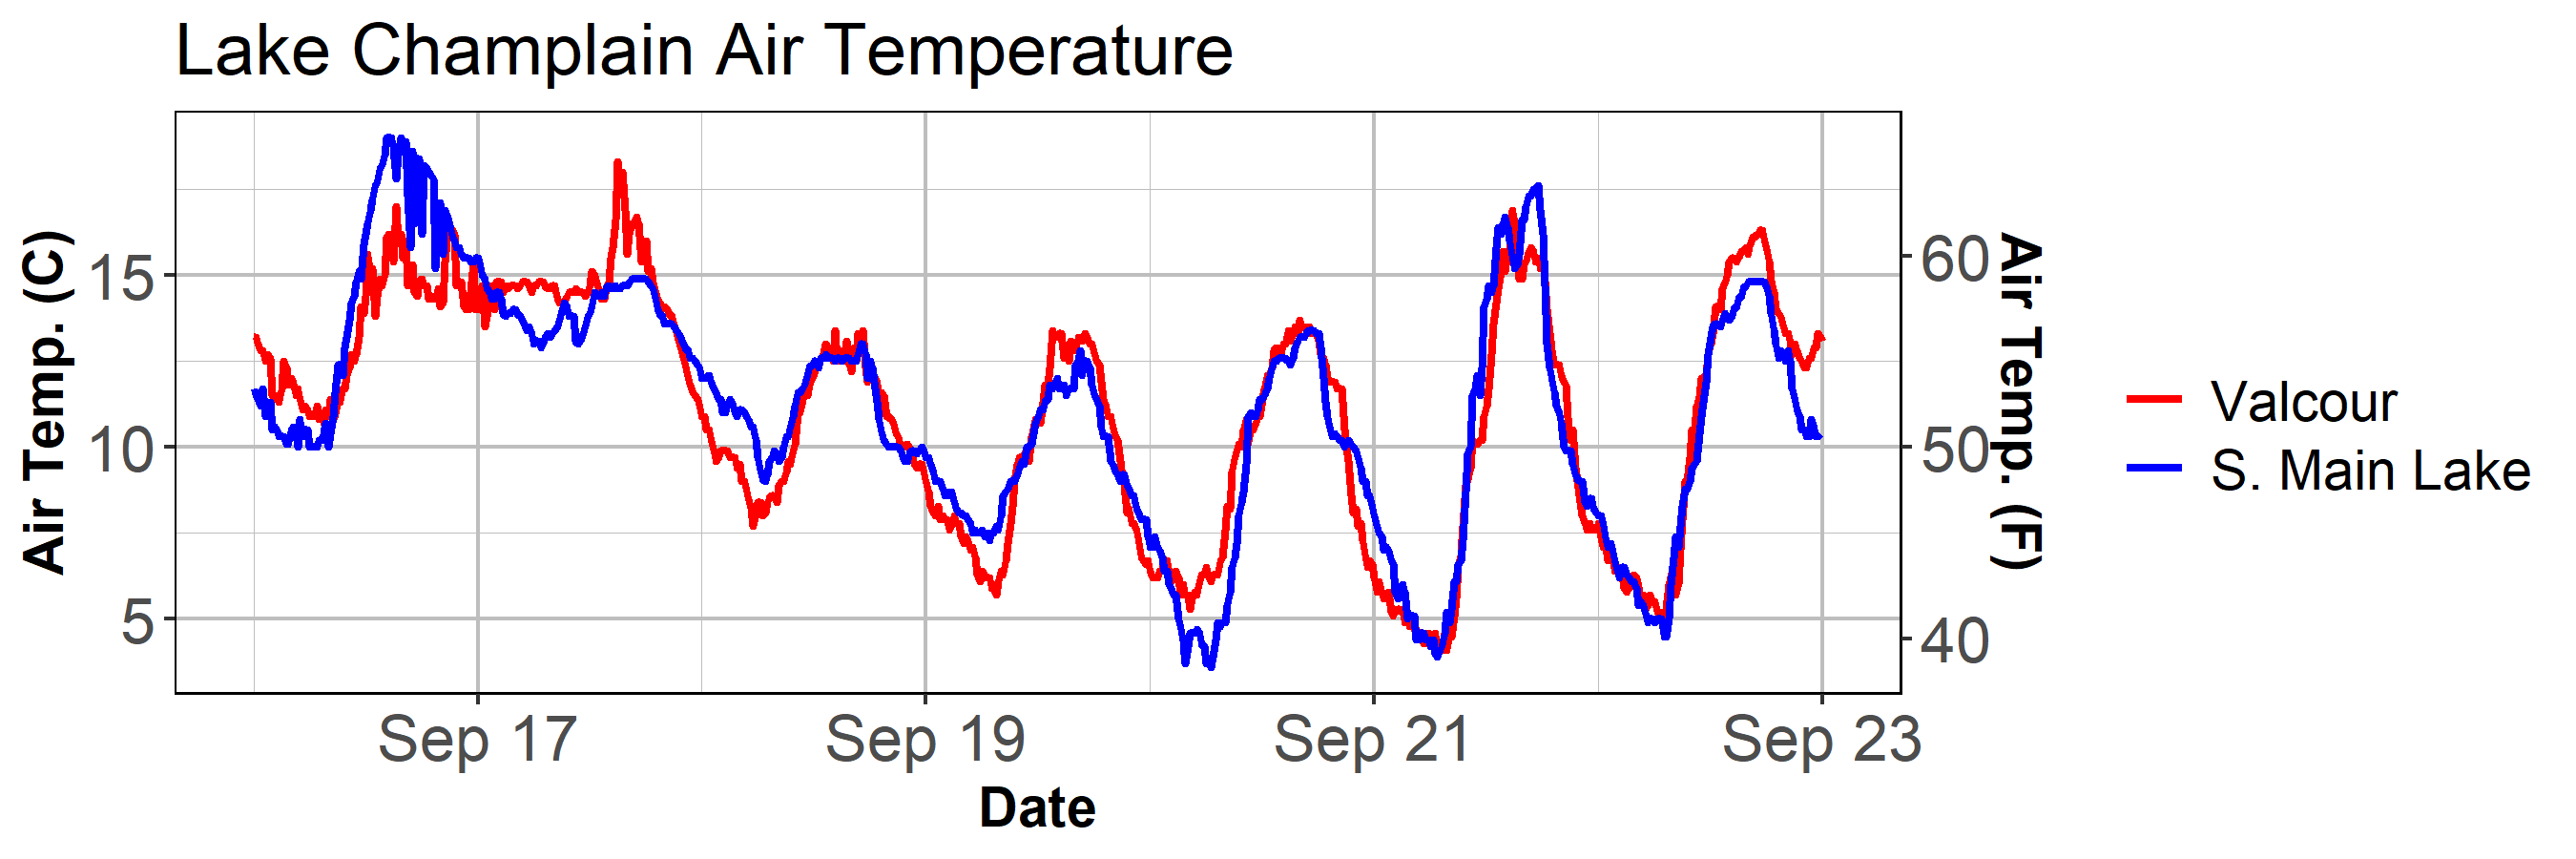 Lake Champlain Air Temperature
Air Temp. (C)
15
10
5
60
50
40
Air Temp. (F)
Sep 17
Sep 19
Sep 21
Sep 23
Date
Valcour
S. Main Lake